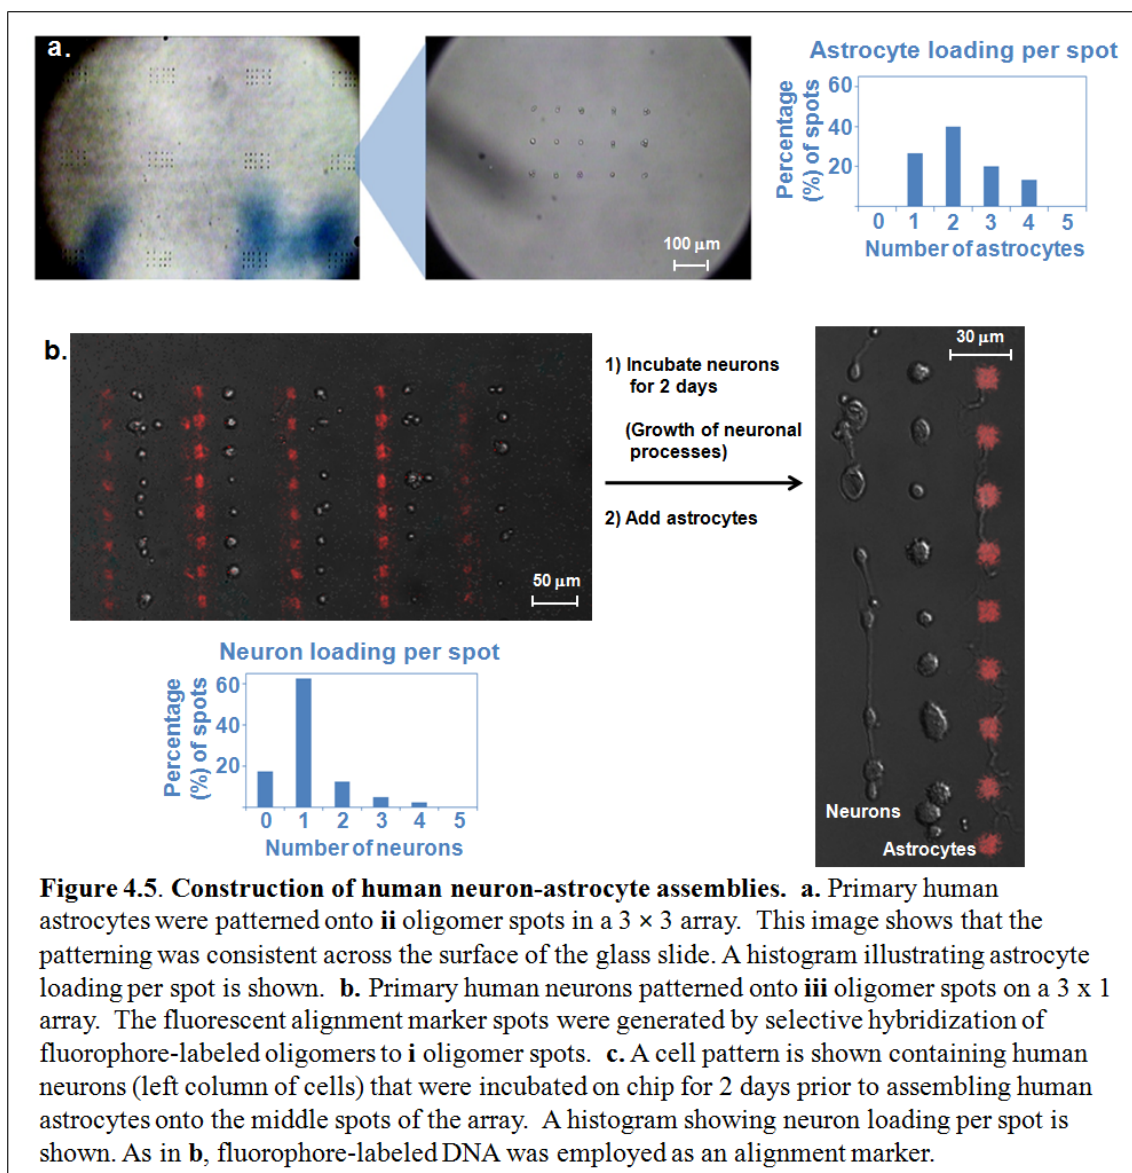 a.
100 μm
Astrocyte loading per spot
Percentage
(%) of spots
60
40
20
0 1 2 3 4 5
Number of astrocytes
b.
50 μm
1) Incubate neurons
for 2 days
(Growth of neuronal
processes)
2) Add astrocytes
30 μm
Neurons
Astrocytes
Neuron loading per spot
Percentage
(%) of spots
60
40
20
0 1 2 3 4 5
Number of neurons
Figure 4.5. Construction of human neuron-astrocyte assemblies. a. Primary human
astrocytes were patterned onto ii oligomer spots in a 3 × 3 array. This image shows that the
patterning was consistent across the surface of the glass slide. A histogram illustrating astrocyte
loading per spot is shown. b. Primary human neurons patterned onto iii oligomer spots on a 3 x 1
array. The fluorescent alignment marker spots were generated by selective hybridization of
fluorophore-labeled oligomers to i oligomer spots. c. A cell pattern is shown containing human
neurons (left column of cells) that were incubated on chip for 2 days prior to assembling human
astrocytes onto the middle spots of the array. A histogram showing neuron loading per spot is
shown. As in b, fluorophore-labeled DNA was employed as an alignment marker.